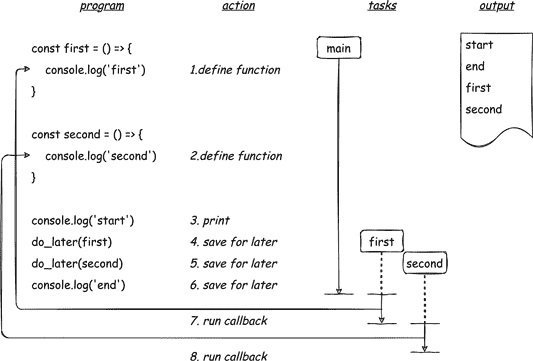 program action tasks output
const first = () => { main start
console.log('first') 1.define function end
} first
second
const second = () => {
console.log('second') 2.define function
}
console.log('start') 3. print
do_later(first) 4. save for later first
do_later(second) 5. save for later second
console.log('end') 6. save for later
7. run callback
8. run callback